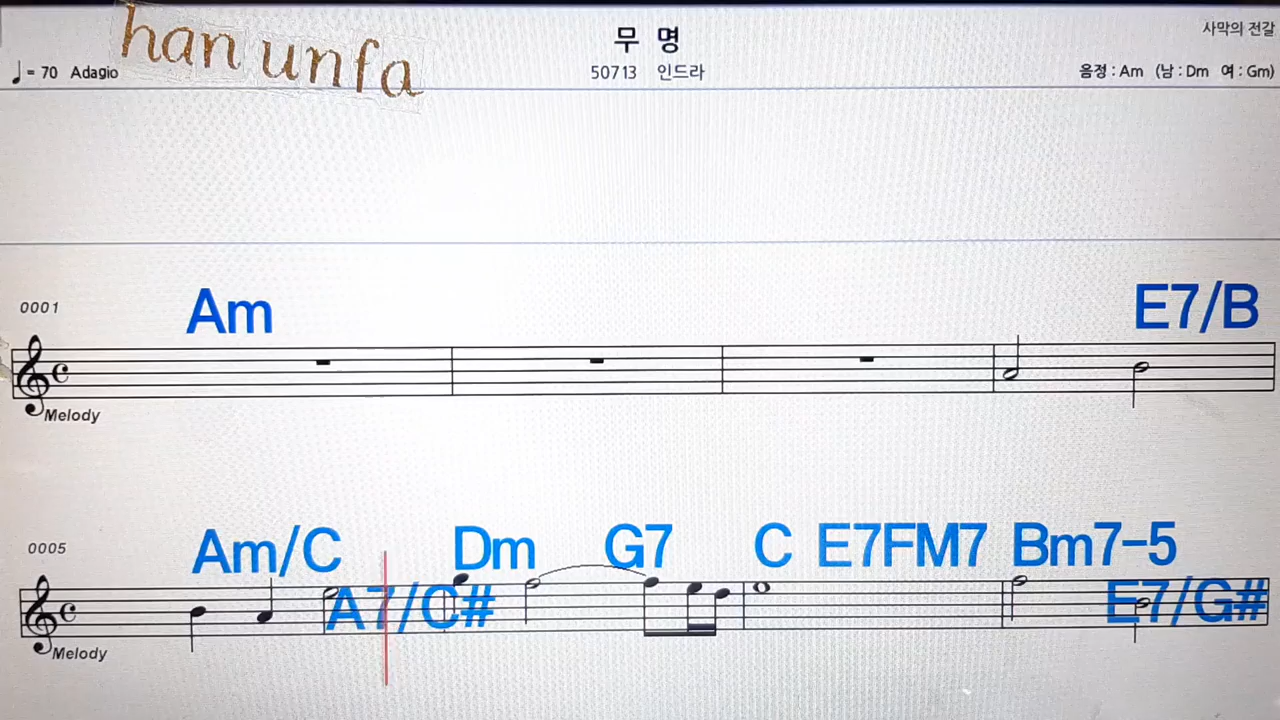 han unfa
무 명
사막의 전갈
♩= 70 Adagio
50713 인드라
음정 : Am (남 : Dm 여 : Gm)
0001
Am
E7/B
Melody
0005
Am/C
Dm
G7
C
E7FM7
Bm7-5
A7/C#
E7/G#
Melody